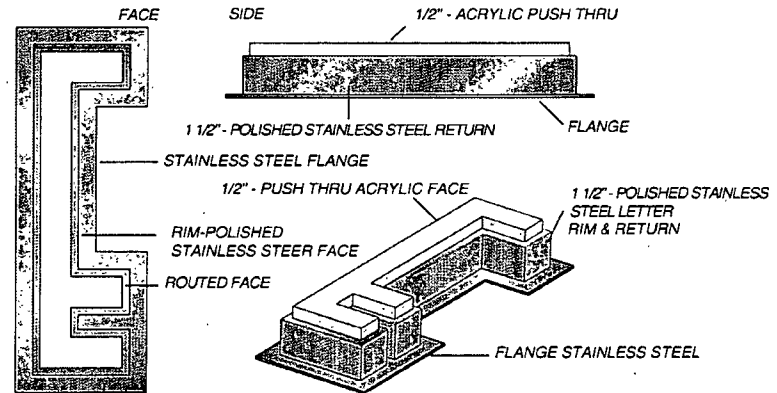 FACE
SIDE
1/2" - ACRYLIC PUSH THRU
1 1/2" - POLISHED STAINLESS STEEL RETURN
FLANGE
STAINLESS STEEL FLANGE
1/2" - PUSH THRU ACRYLIC FACE
1 1/2" - POLISHED STAINLESS
STEEL LETTER
RIM & RETURN
RIM-POLISHED
STAINLESS STEER FACE
ROUTED FACE
FLANGE STAINLESS STEEL